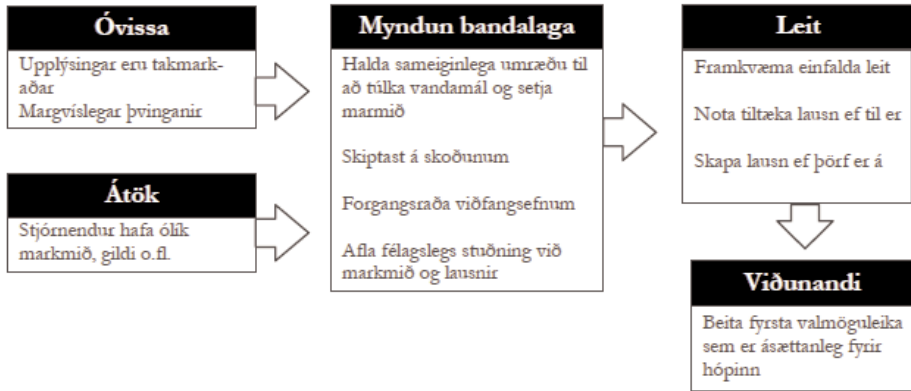 Óvissa
Upplýsingar eru takmark-
aðar
Margvíslegar þvinganir
Átök
Stjórnendur hafa ólík
markmið, gildi o.fl.
Myndun bandalaga
Halda sameiginlega umræðu til
að túlka vandamál og setja
marmið
Skiptast á skoðunum
Forgangsraða viðfangsefnum
Afla félagslegs stuðning við
markmið og lausnir
Leit
Framkvæma einfalda leit
Nota tiltæka lausn ef til er
Skapa lausn ef þörf er á
Viðunandi
Beita fyrsta valmöguleika
sem er ásættanleg fyrir
hópinn